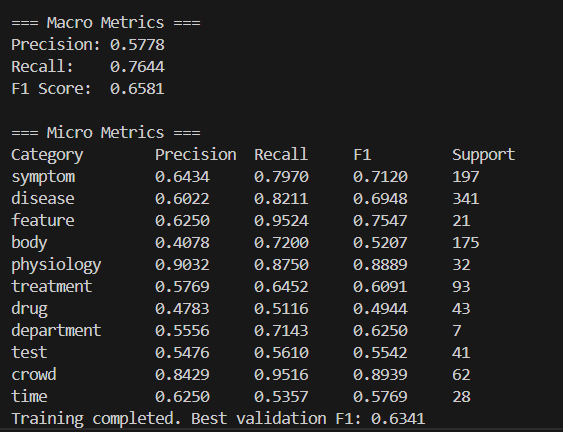 === Macro Metrics ===
Precision: 0.5778
Recall:    0.7644
F1 Score:  0.6581

=== Micro Metrics ===
Category       Precision  Recall     F1         Support
symptom        0.6434     0.7970     0.7120     197
disease        0.6022     0.8211     0.6948     341
feature        0.6250     0.9524     0.7547     21
body           0.4078     0.7200     0.5207     175
physiology     0.9032     0.8750     0.8889     32
treatment      0.5769     0.6452     0.6091     93
drug           0.4783     0.5116     0.4944     43
department     0.5556     0.7143     0.6250     7
test           0.5476     0.5610     0.5542     41
crowd          0.8429     0.9516     0.8939     62
time           0.6250     0.5357     0.5769     28
Training completed. Best validation F1: 0.6341